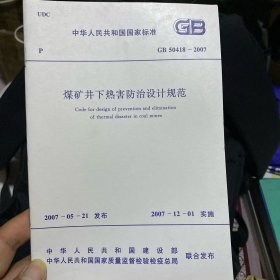 UDC
中华人民共和国国家标准 GB
P GB 50418-2007
煤矿井下热害防治设计规范
Code for design of prevention and elimination
of thermal disaster in coal mines
2007-05-21 发布 2007-12-01 实施
中华人民共和国建设部
中华人民共和国国家质量监督检验检疫总局 联合发布